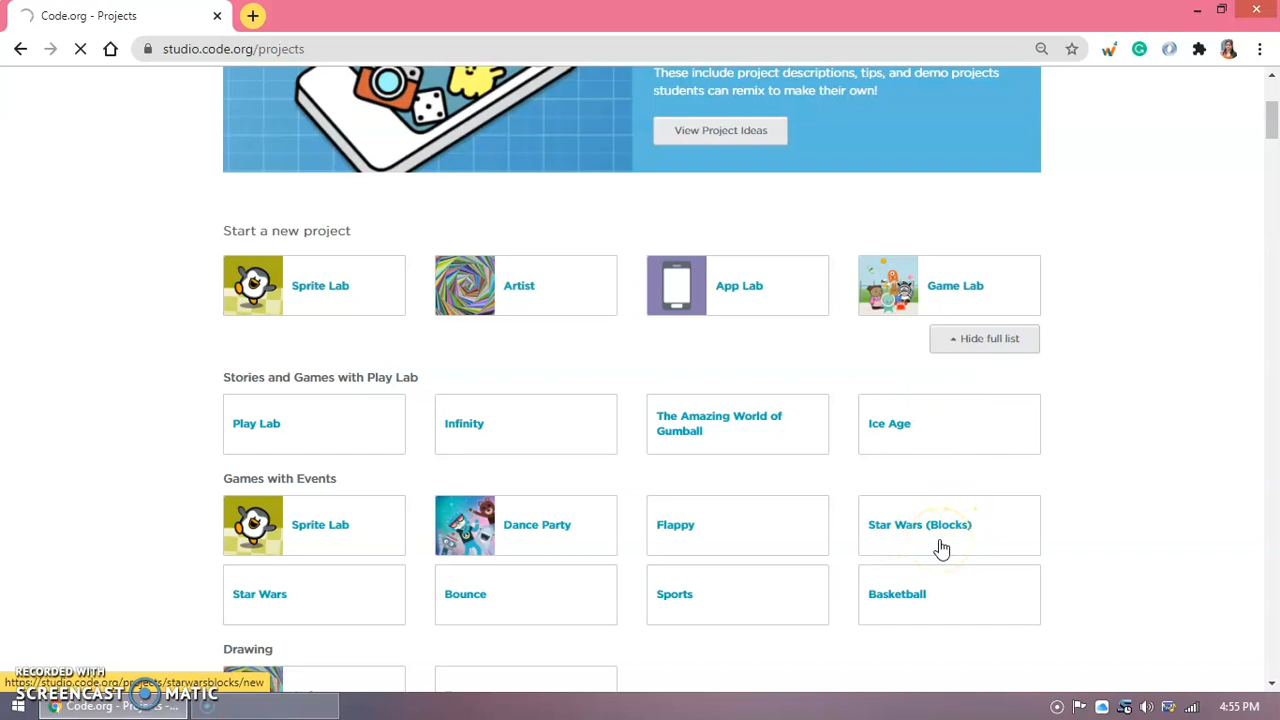 Code.org - Projects
studio.code.org/projects
These include project descriptions, tips, and demo projects
students can remix to make their own!
View Project Ideas
Start a new project
Sprite Lab
Artist
App Lab
Game Lab
Hide full list
Stories and Games with Play Lab
Play Lab
Infinity
The Amazing World of
Gumball
Ice Age
Games with Events
Sprite Lab
Dance Party
Flappy
Star Wars (Blocks)
Star Wars
Bounce
Sports
Basketball
Drawing
https://studio.code.org/projects/starwarsblocks/new
RECORDED WITH
SCREENCAST MATIC
Code.org - Projects -...
4:55 PM